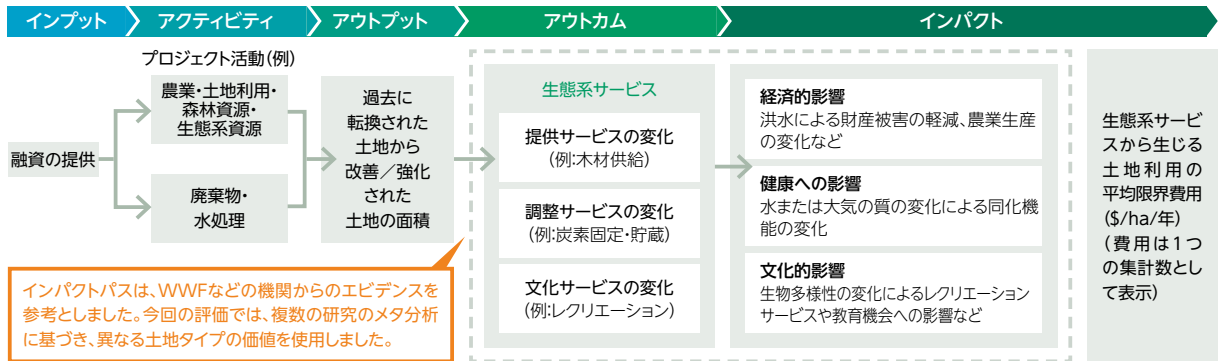 インプット
アクティビティ
アウトプット
アウトカム
インパクト
プロジェクト活動(例)
融資の提供
農業・土地利用・
森林資源・
生態系資源
廃棄物・
水処理
過去に
転換された
土地から
改善／強化
された
土地の面積
生態系サービス
提供サービスの変化
(例:木材供給)
調整サービスの変化
(例:炭素固定・貯蔵)
文化サービスの変化
(例:レクリエーション)
経済的影響
洪水による財産被害の軽減、農業生産
の変化など
健康への影響
水または大気の質の変化による同化機
能の変化
文化的影響
生物多様性の変化によるレクリエーション
サービスや教育機会への影響など
生態系サービ
スから生じる
土地利用の
平均限界費用
($/ha/年)
(費用は1つ
の集計数とし
て表示)
インパクトパスは、WWFなどの機関からのエビデンスを
参考としました。今回の評価では、複数の研究のメタ分析
に基づき、異なる土地タイプの価値を使用しました。